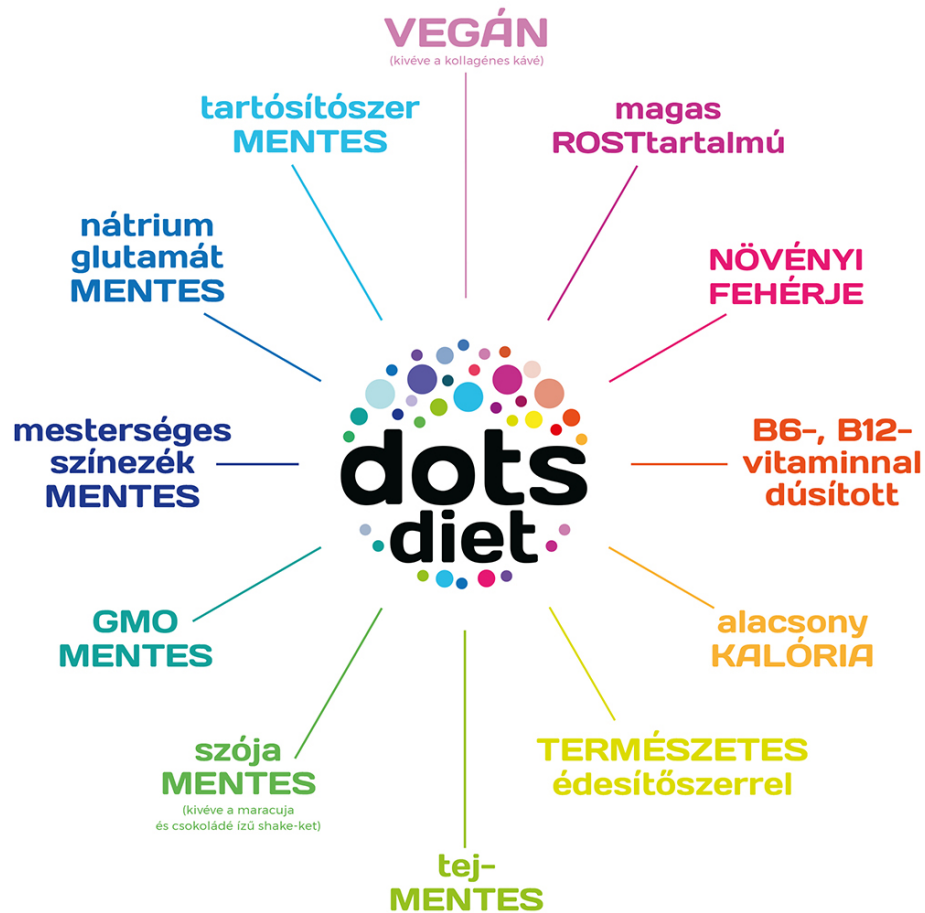 VEGÁN
(kivéve a kollagénes kávé)
magas
ROSTtartalmú
NÖVÉNYI
FEHÉRJE
B6-, B12-
vitaminnal
dúsított
alacsony
KALÓRIA
TERMÉSZETES
édesítőszerrel
tej-
MENTES
szója
MENTES
(kivéve a maracuja
és csokoládé ízű shake-ket)
GMO
MENTES
mesterséges
színezék
MENTES
nátrium
glutamát
MENTES
tartósítószer
MENTES
dots
diet